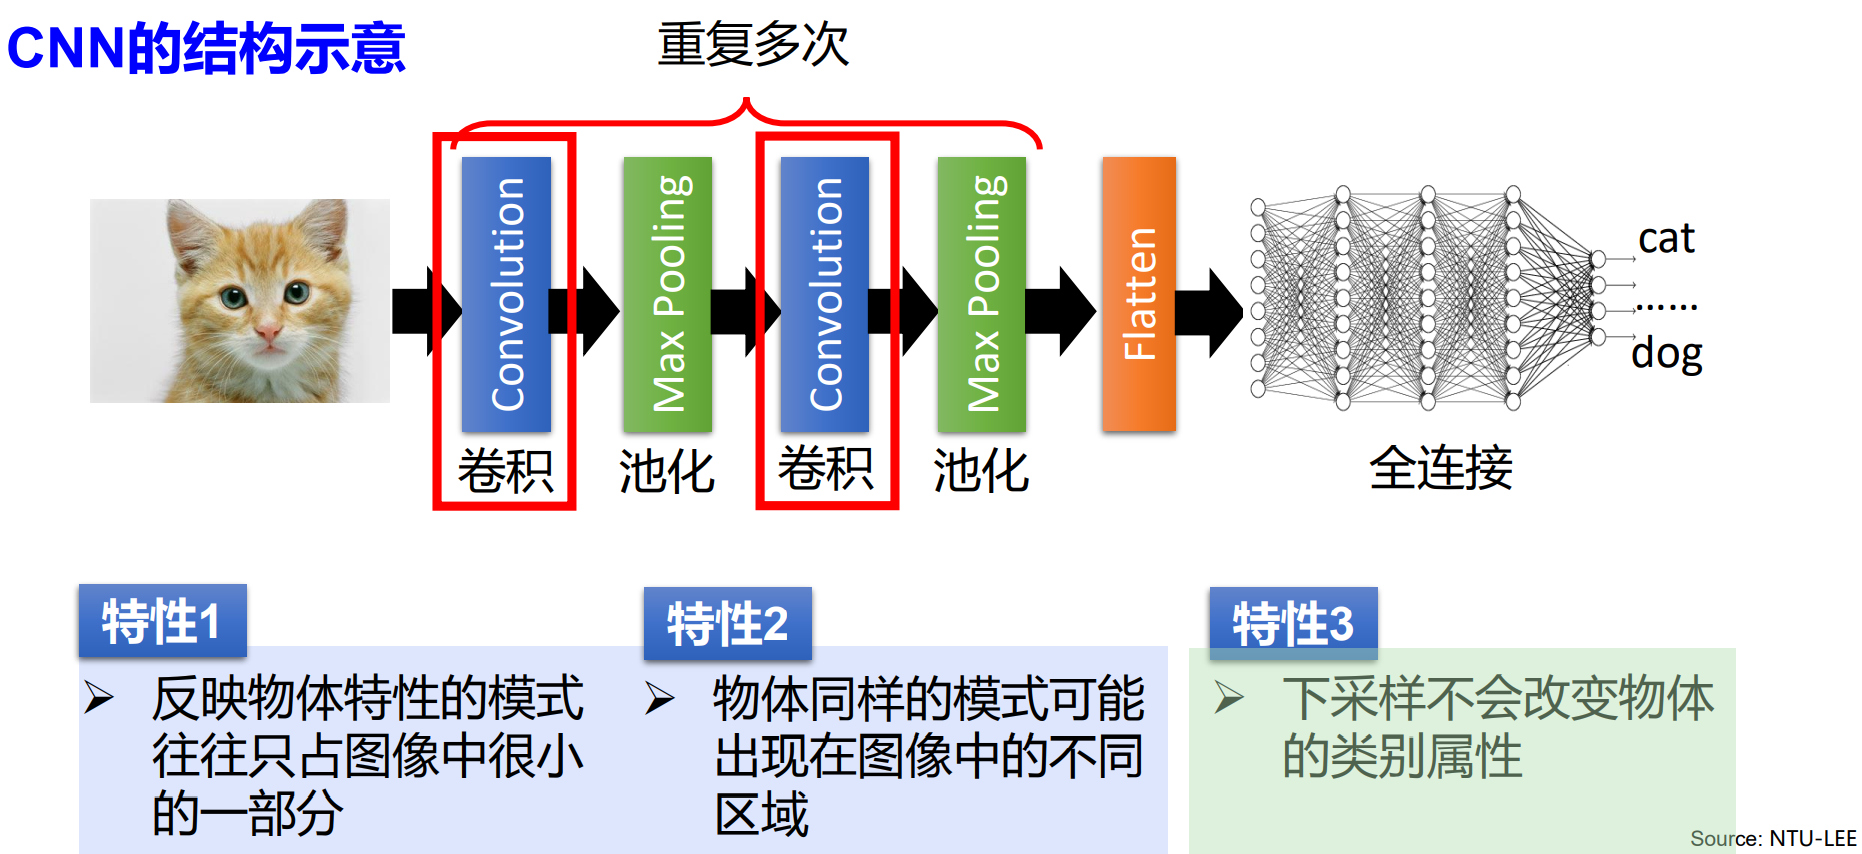 CNN的结构示意
重复多次
Convolution
Max Pooling
Convolution
Max Pooling
Flatten
cat
……
dog
卷积
池化
卷积
池化
全连接
特性1
➢ 反映物体特性的模式
往往只占图像中很小
的一部分
特性2
➢ 物体同样的模式可能
出现在图像中的不同
区域
特性3
➢ 下采样不会改变物体
的类别属性
Source: NTU-LEE